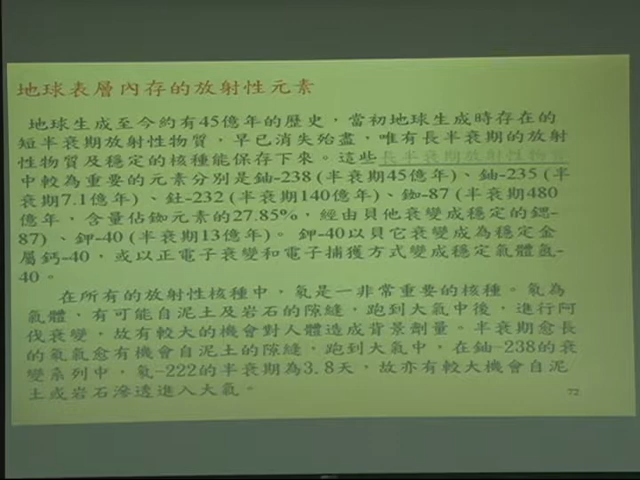 地球表層內存的放射性元素
地球生成至今約有45億年的歷史，當初地球生成時存在的
短半衰期放射性物質，早已消失殆盡，唯有長半衰期的放射
性物質及穩定的核種能保存下來。這些長半衰期放射性物質
中較為重要的元素分別是鈾-238(半衰期45億年)、鈾-235(半
衰期7.1億年)、釷-232(半衰期140億年)、銣-87(半衰期480
億年，含量佔銣元素的27.85%，經由貝他衰變成穩定的鍶-
87)、鉀-40(半衰期13億年)。鉀-40以貝它衰變成為穩定金
屬鈣-40，或以正電子衰變和電子捕獲方式變成穩定氣體氬-
40。
在所有的放射性核種中，氡是一非常重要的核種。氡為
氣體、有可能自泥土及岩石的隙縫，跑到大氣中後，進行阿
伐衰變，故有較大的機會對人體造成背景劑量。半衰期愈長
的氡氣愈有機會自泥土的隙縫，跑到大氣中，在鈾-238的衰
變系列中，氡-222的半衰期為3.8天，故亦有較大機會自泥
土或岩石滲透進入大氣。
72